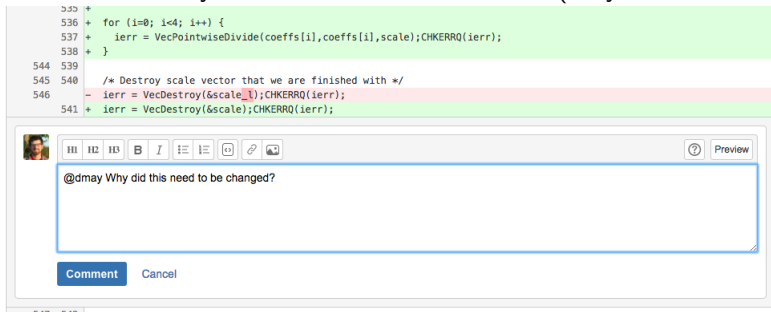 535 +
536 + for (i=0; i<4; i++) {
537 + ierr = VecPointwiseDivide(coeffs[i],coeffs[i],scale);CHKERRQ(ierr);
538 + }
544 539
545 540 /* Destroy scale vector that we are finished with */
546 - ierr = VecDestroy(&scale_l);CHKERRQ(ierr);
541 + ierr = VecDestroy(&scale);CHKERRQ(ierr);
H1 H2 H3 B I Preview
@dmay Why did this need to be changed?
Comment Cancel